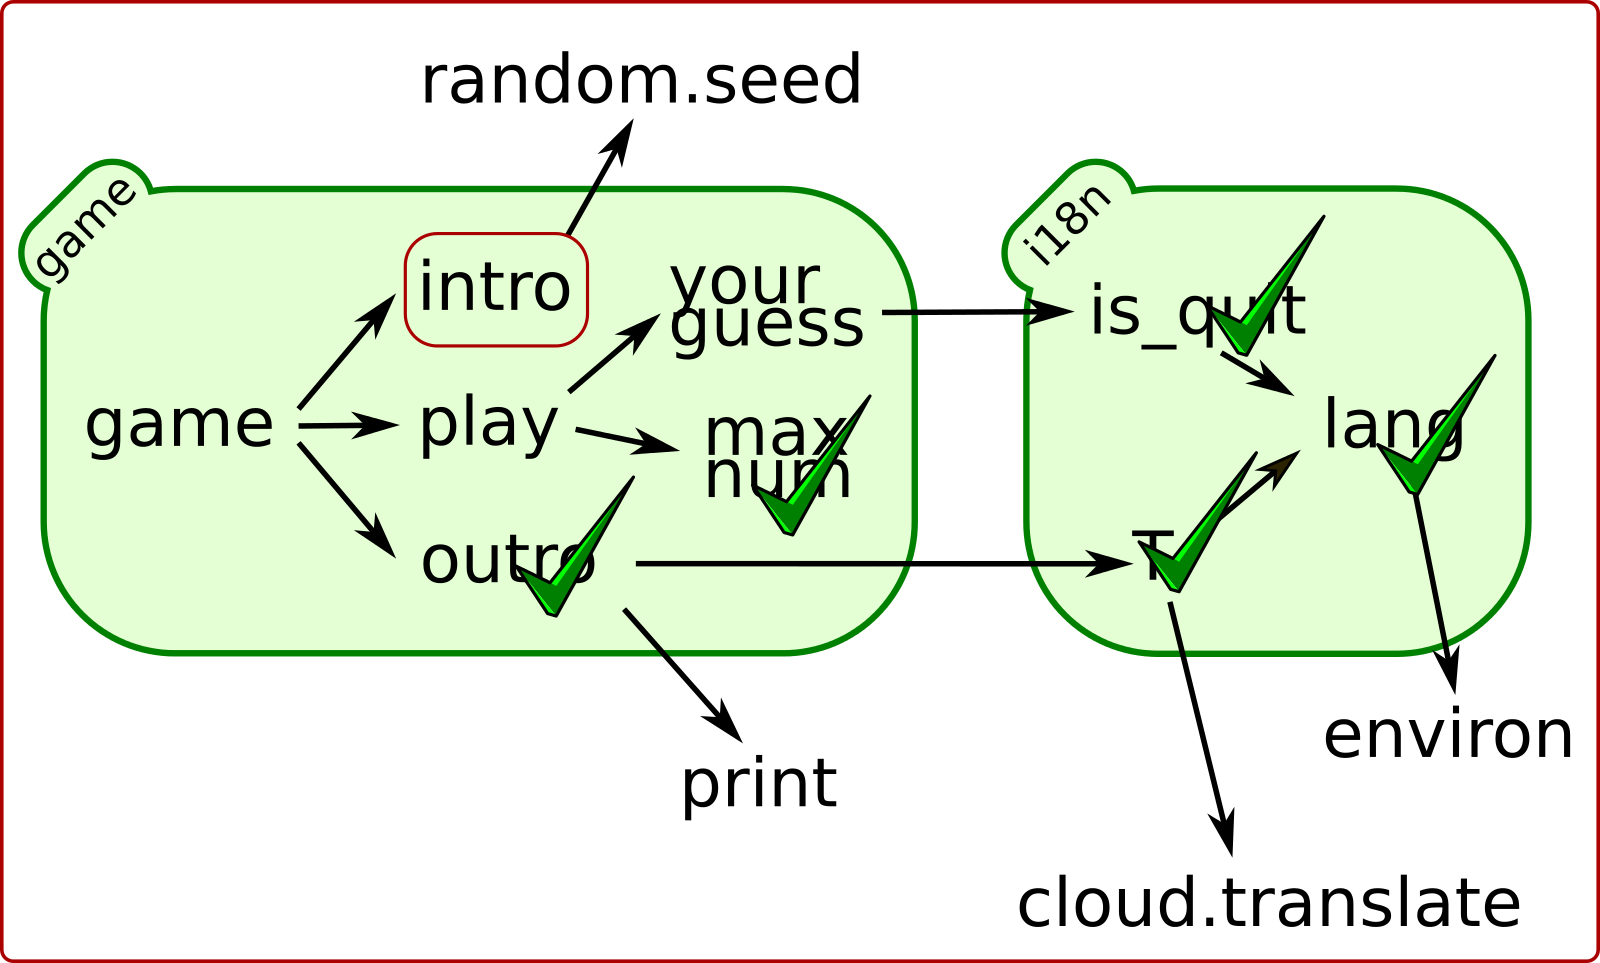 random.seed
game
i18n
intro
your
guess
is_quit
game
play
max
num
lang
outro
T
print
environ
cloud.translate